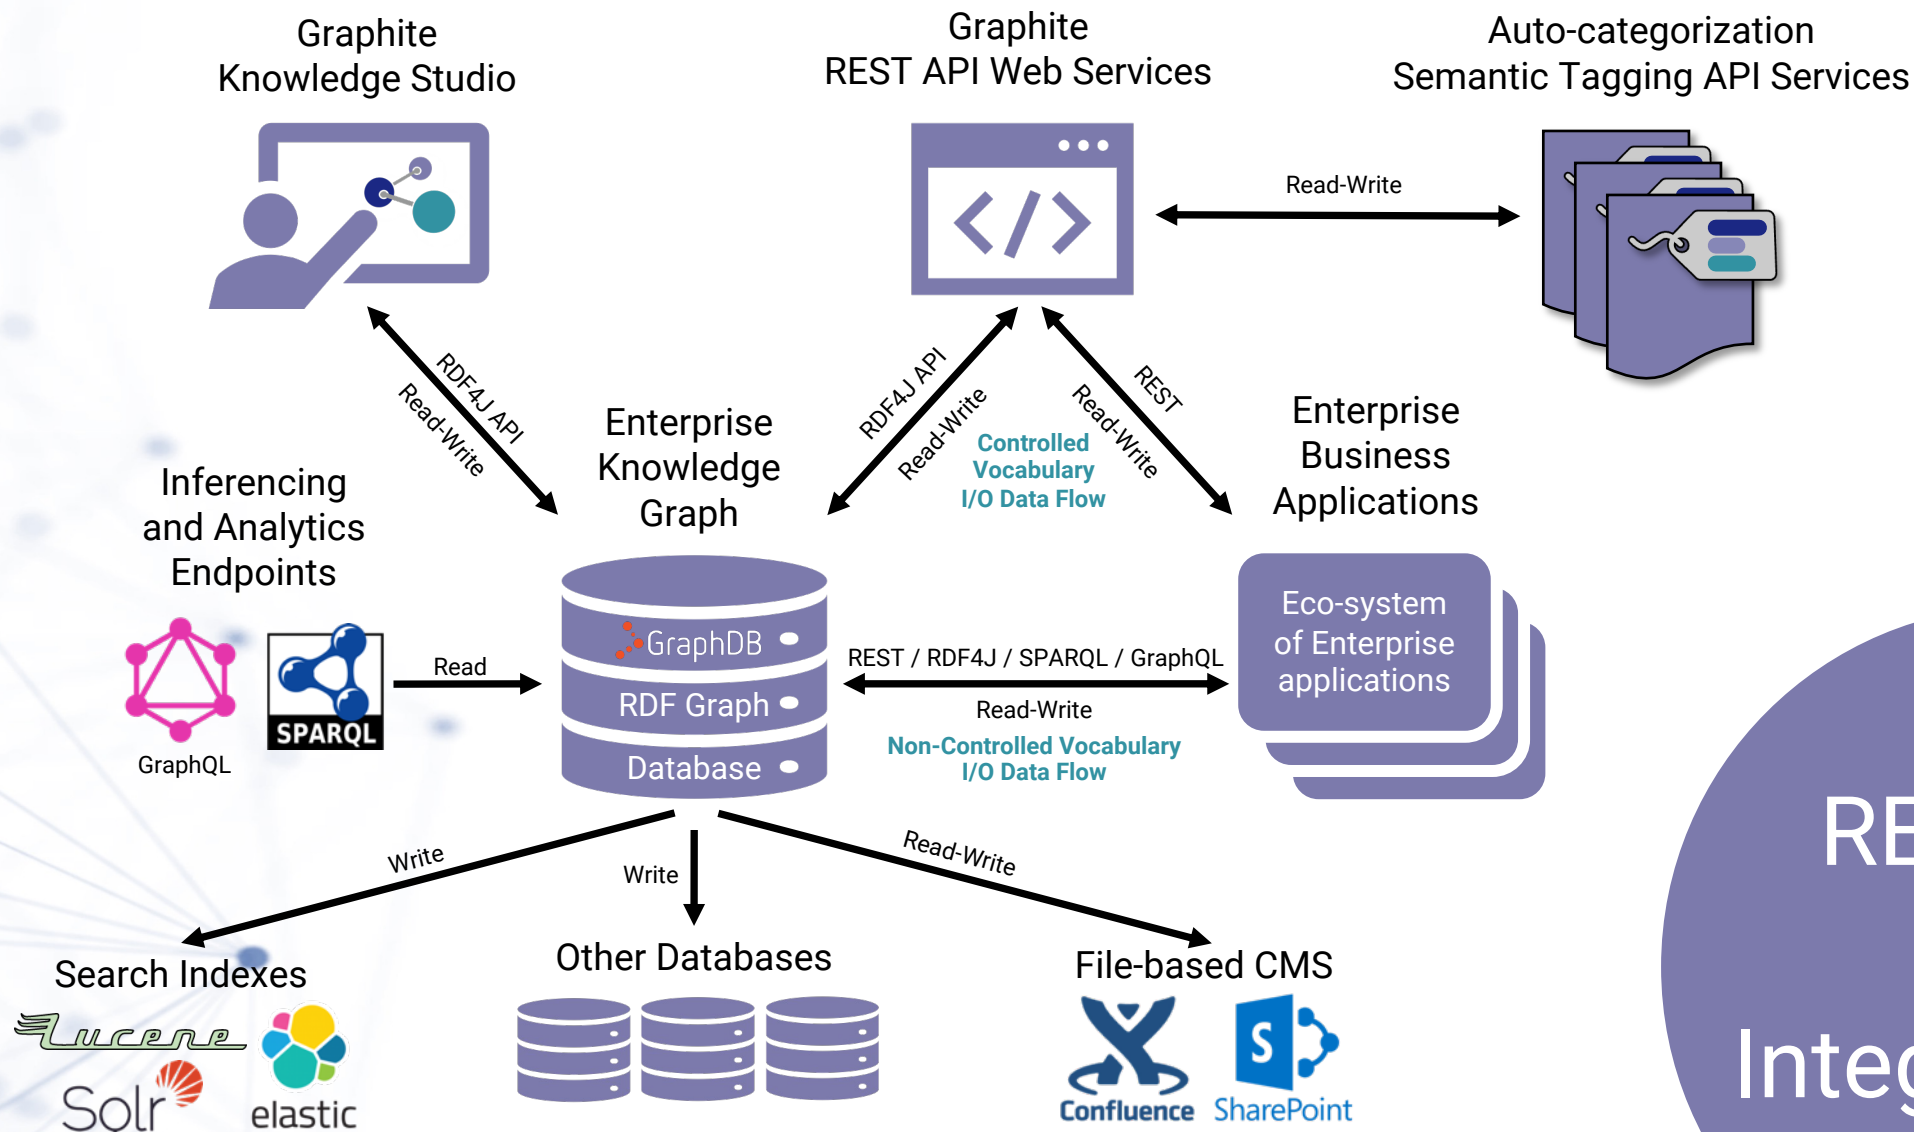 Graphite
Knowledge Studio
Graphite
REST API Web Services
Auto-categorization
Semantic Tagging API Services
</>
Read-Write
RDF4J API
Read-Write
RDF4J API
Read-Write
REST
Read-Write
Controlled
Vocabulary
I/O Data Flow
Enterprise
Knowledge
Graph
Enterprise
Business
Applications
Inferencing
and Analytics
Endpoints
GraphQL
SPARQL
Read
GraphDB
RDF Graph
Database
REST / RDF4J / SPARQL / GraphQL
Read-Write
Non-Controlled Vocabulary
I/O Data Flow
Eco-system
of Enterprise
applications
Write
Write
Read-Write
Search Indexes
Lucene
Solr
elastic
Other Databases
File-based CMS
Confluence
S
SharePoint
RE
Integ